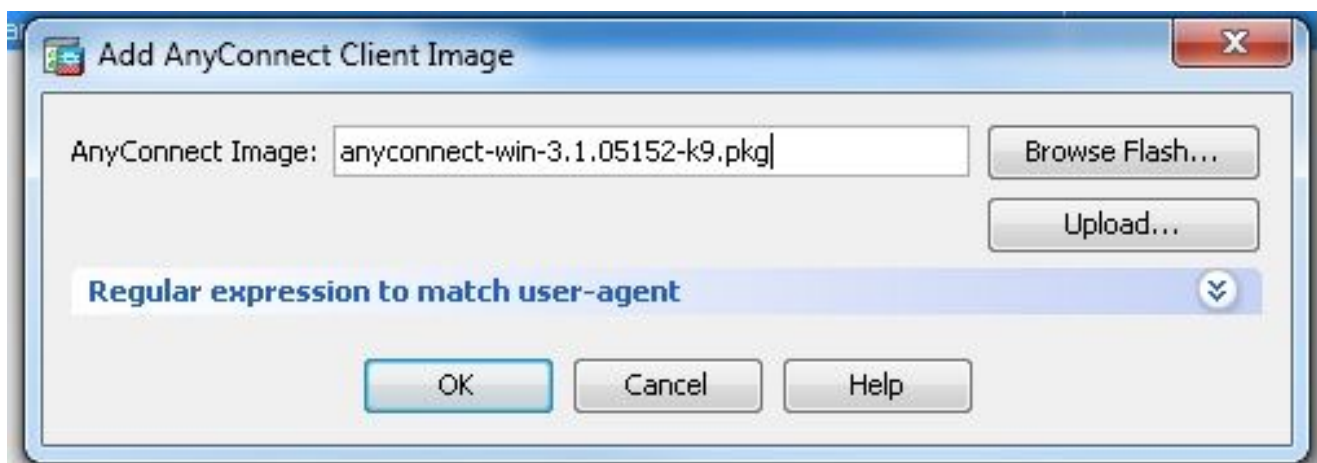 Add AnyConnect Client Image
AnyConnect Image: anyconnect-win-3.1.05152-k9.pkg Browse Flash...
Upload...
Regular expression to match user-agent
OK Cancel Help